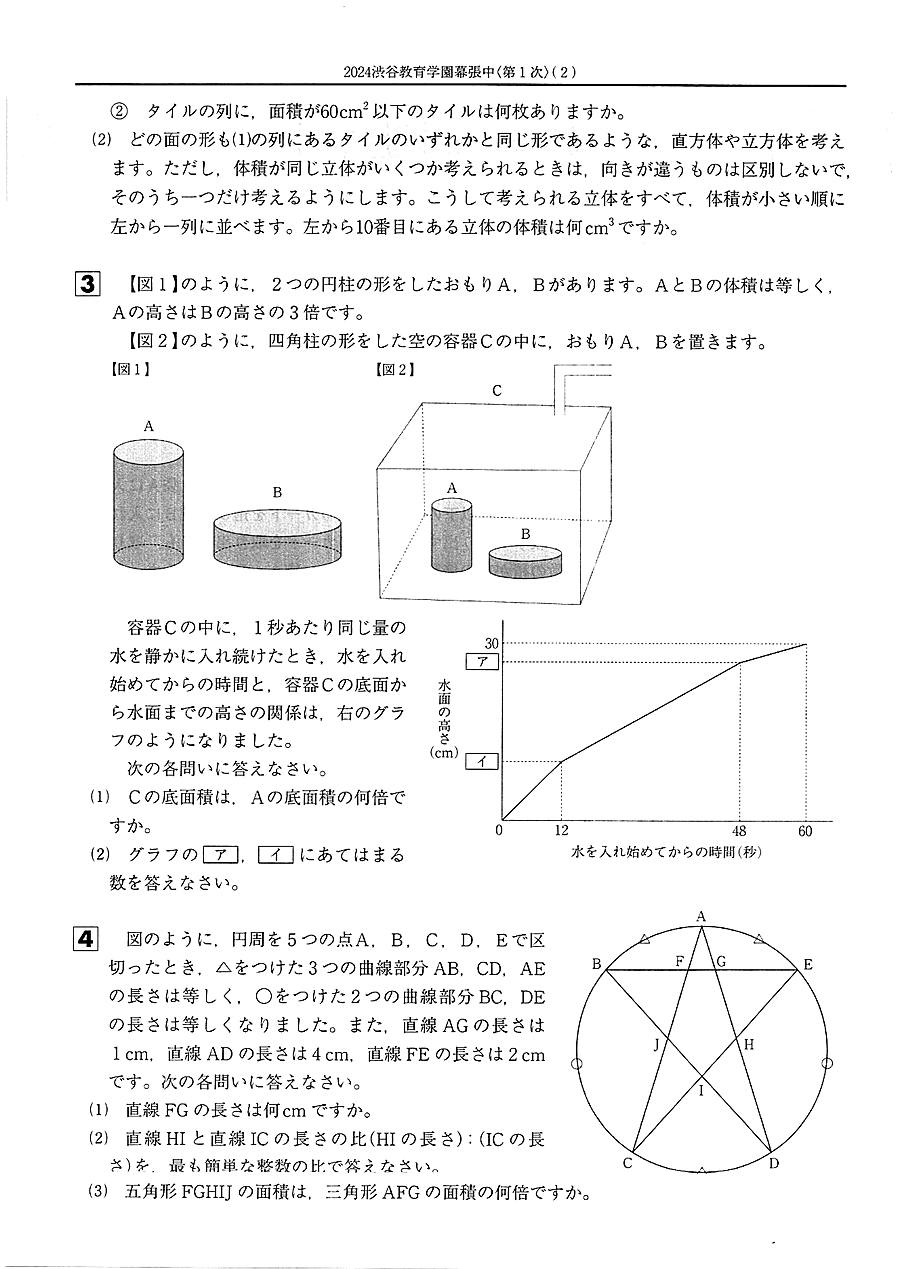 2024渋谷教育学園幕張中〈第1次〉(2)
② タイルの列に，面積が60cm²以下のタイルは何枚ありますか。
(2) どの面の形も(1)の列にあるタイルのいずれかと同じ形であるような，直方体や立方体を考え
ます。ただし，体積が同じ立体がいくつか考えられるときは，向きが違うものは区別しないで，
そのうち一つだけ考えるようにします。こうして考えられる立体をすべて，体積が小さい順に
左から一列に並べます。左から10番目にある立体の体積は何cm³ですか。
3 【図1】のように，2つの円柱の形をしたおもりA，Bがあります。AとBの体積は等しく，
Aの高さはBの高さの3倍です。
【図2】のように，四角柱の形をした空の容器Cの中に，おもりA，Bを置きます。
【図1】
【図2】
C
A
B
A
B
容器Cの中に，1秒あたり同じ量の
水を静かに入れ続けたとき，水を入れ
始めてからの時間と，容器Cの底面か
ら水面までの高さの関係は，右のグラ
フのようになりました。
次の各問いに答えなさい。
(1) Cの底面積は，Aの底面積の何倍で
すか。
(2) グラフの ア ， イ にあてはまる
数を答えなさい。
30
ア
水面の高さ
(cm)
イ
0
12
48
60
水を入れ始めてからの時間(秒)
4 図のように，円周を5つの点A，B，C，D，Eで区
切ったとき，△をつけた3つの曲線部分AB，CD，AE
の長さは等しく，○をつけた2つの曲線部分BC，DE
の長さは等しくなりました。また，直線AGの長さは
1cm，直線ADの長さは4cm，直線FEの長さは2cm
です。次の各問いに答えなさい。
(1) 直線FGの長さは何cmですか。
(2) 直線HIと直線ICの長さの比(HIの長さ)：(ICの長
さ)を，最も簡単な整数の比で答えなさい。
(3) 五角形FGHIJの面積は，三角形AFGの面積の何倍ですか。
A
B
F
G
E
J
H
I
C
D